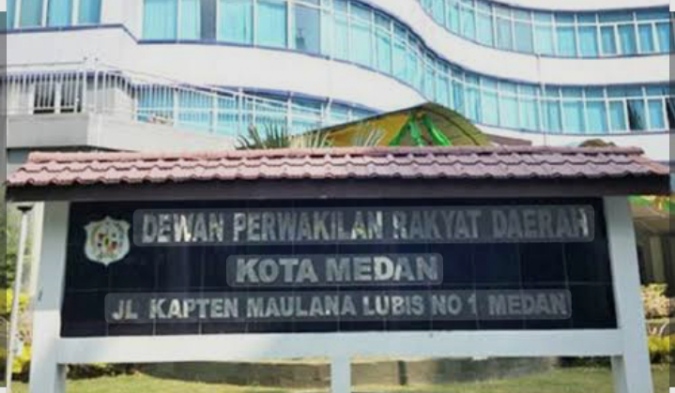 DEWAN PERWAKILAN RAKYAT DAERAH
KOTA MEDAN
JL KAPTEN MAULANA LUBIS NO 1 MEDAN